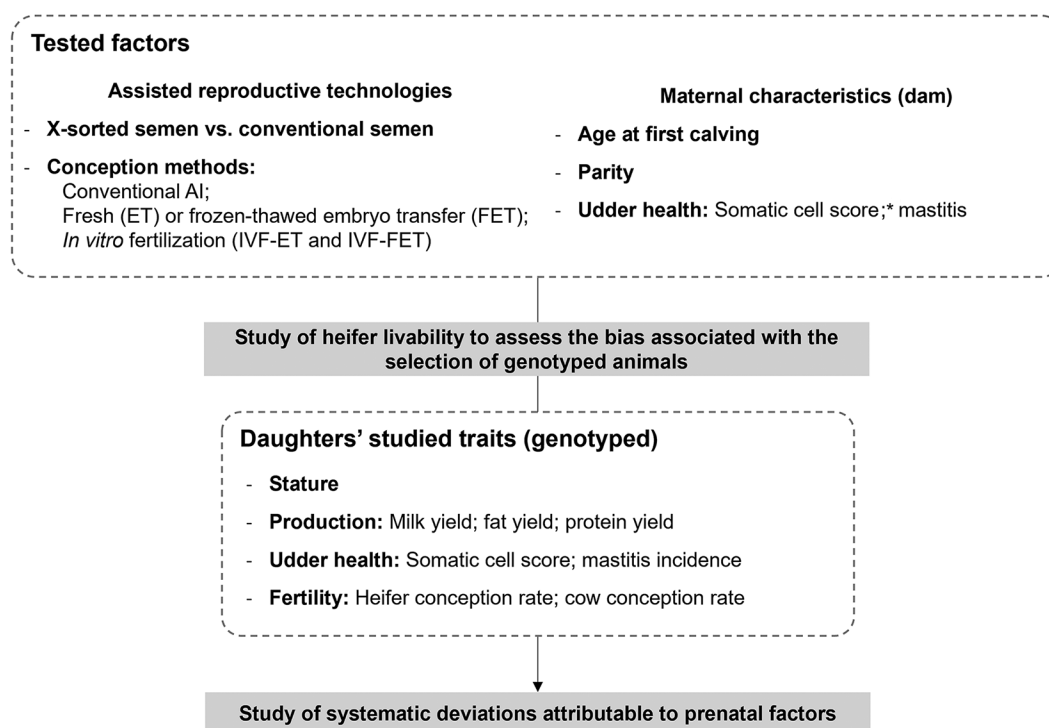 Tested factors
Assisted reproductive technologies
- X-sorted semen vs. conventional semen
- Conception methods:
Conventional AI;
Fresh (ET) or frozen-thawed embryo transfer (FET);
In vitro fertilization (IVF-ET and IVF-FET)
Maternal characteristics (dam)
- Age at first calving
- Parity
- Udder health: Somatic cell score;* mastitis
Study of heifer livability to assess the bias associated with the
selection of genotyped animals
Daughters’ studied traits (genotyped)
- Stature
- Production: Milk yield; fat yield; protein yield
- Udder health: Somatic cell score; mastitis incidence
- Fertility: Heifer conception rate; cow conception rate
Study of systematic deviations attributable to prenatal factors